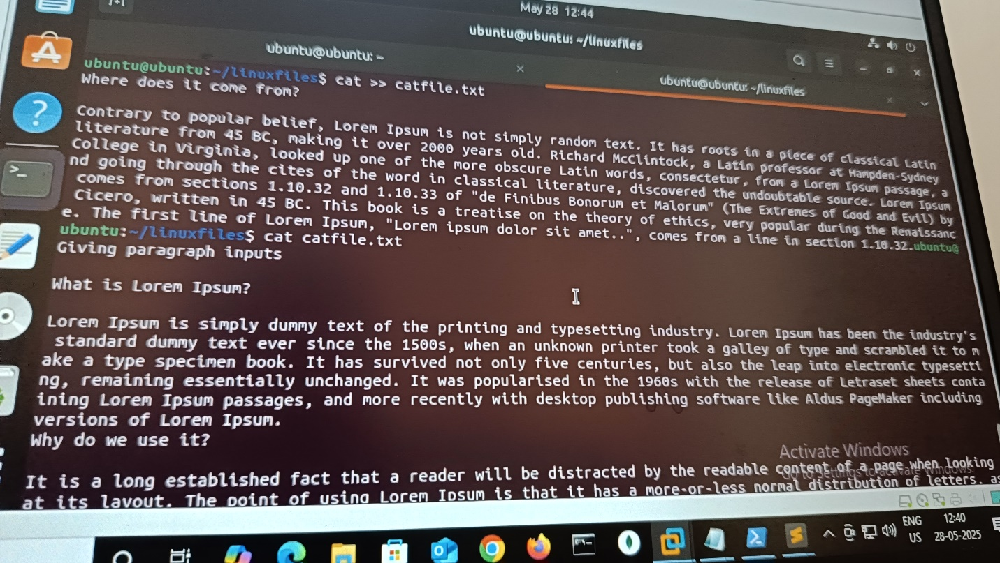 May 28 12:44
ubuntu@ubuntu: ~/linuxfiles
ubuntu@ubuntu: ~
ubuntu@ubuntu: ~/linuxfiles
ubuntu@ubuntu:~/linuxfiles$ cat >> catfile.txt
Where does it come from?
Contrary to popular belief, Lorem Ipsum is not simply random text. It has roots in a piece of classical Latin
literature from 45 BC, making it over 2000 years old. Richard McClintock, a Latin professor at Hampden-Sydney
College in Virginia, looked up one of the more obscure Latin words, consectetur, from a Lorem Ipsum passage, a
nd going through the cites of the word in classical literature, discovered the undoubtable source. Lorem Ipsum
comes from sections 1.10.32 and 1.10.33 of "de Finibus Bonorum et Malorum" (The Extremes of Good and Evil) by
Cicero, written in 45 BC. This book is a treatise on the theory of ethics, very popular during the Renaissanc
e. The first line of Lorem Ipsum, "Lorem ipsum dolor sit amet..", comes from a line in section 1.10.32.ubuntu@
ubuntu:~/linuxfiles$ cat catfile.txt
Giving paragraph inputs
What is Lorem Ipsum?
Lorem Ipsum is simply dummy text of the printing and typesetting industry. Lorem Ipsum has been the industry's
standard dummy text ever since the 1500s, when an unknown printer took a galley of type and scrambled it to m
ake a type specimen book. It has survived not only five centuries, but also the leap into electronic typesetti
ng, remaining essentially unchanged. It was popularised in the 1960s with the release of Letraset sheets conta
ining Lorem Ipsum passages, and more recently with desktop publishing software like Aldus PageMaker including
versions of Lorem Ipsum.
Why do we use it?
Activate Windows
It is a long established fact that a reader will be distracted by the readable content of a page when looking
Go to Settings to activate Windows.
at its layout. The point of using Lorem Ipsum is that it has a more-or-less normal distribution of letters, as
ENG 12:40
US 28-05-2025